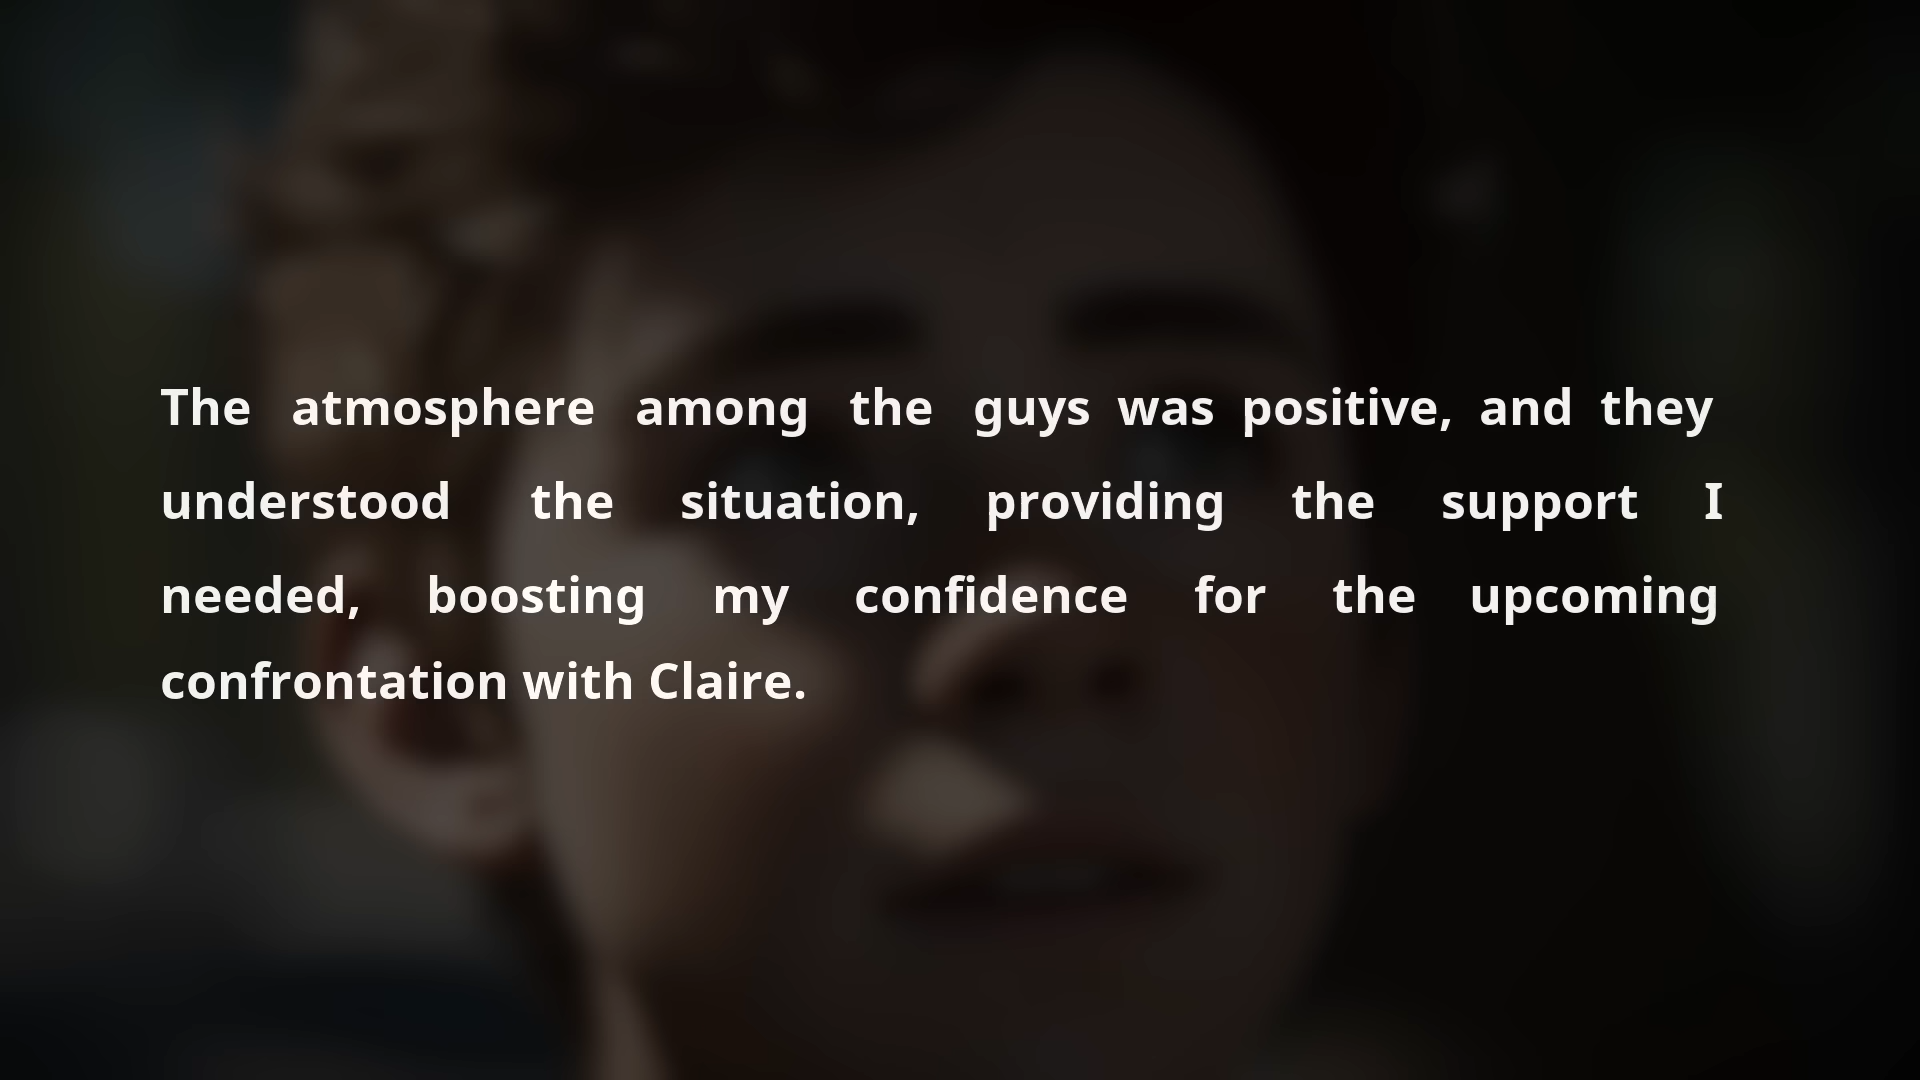 The atmosphere among the guys was positive, and they
understood the situation, providing the support I
needed, boosting my confidence for the upcoming
confrontation with Claire.